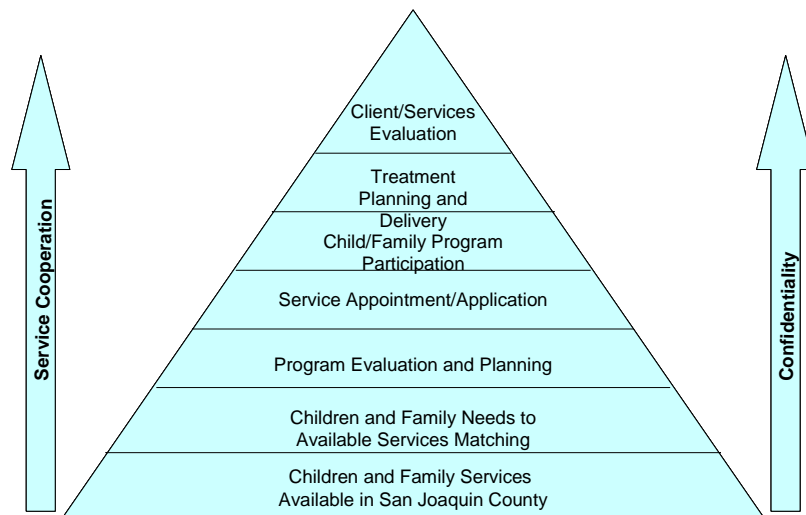 Client/Services
Evaluation
Treatment
Planning and
Delivery
Child/Family Program
Participation
Service Appointment/Application
Program Evaluation and Planning
Children and Family Needs to
Available Services Matching
Children and Family Services
Available in San Joaquin County
Service Cooperation
Confidentiality